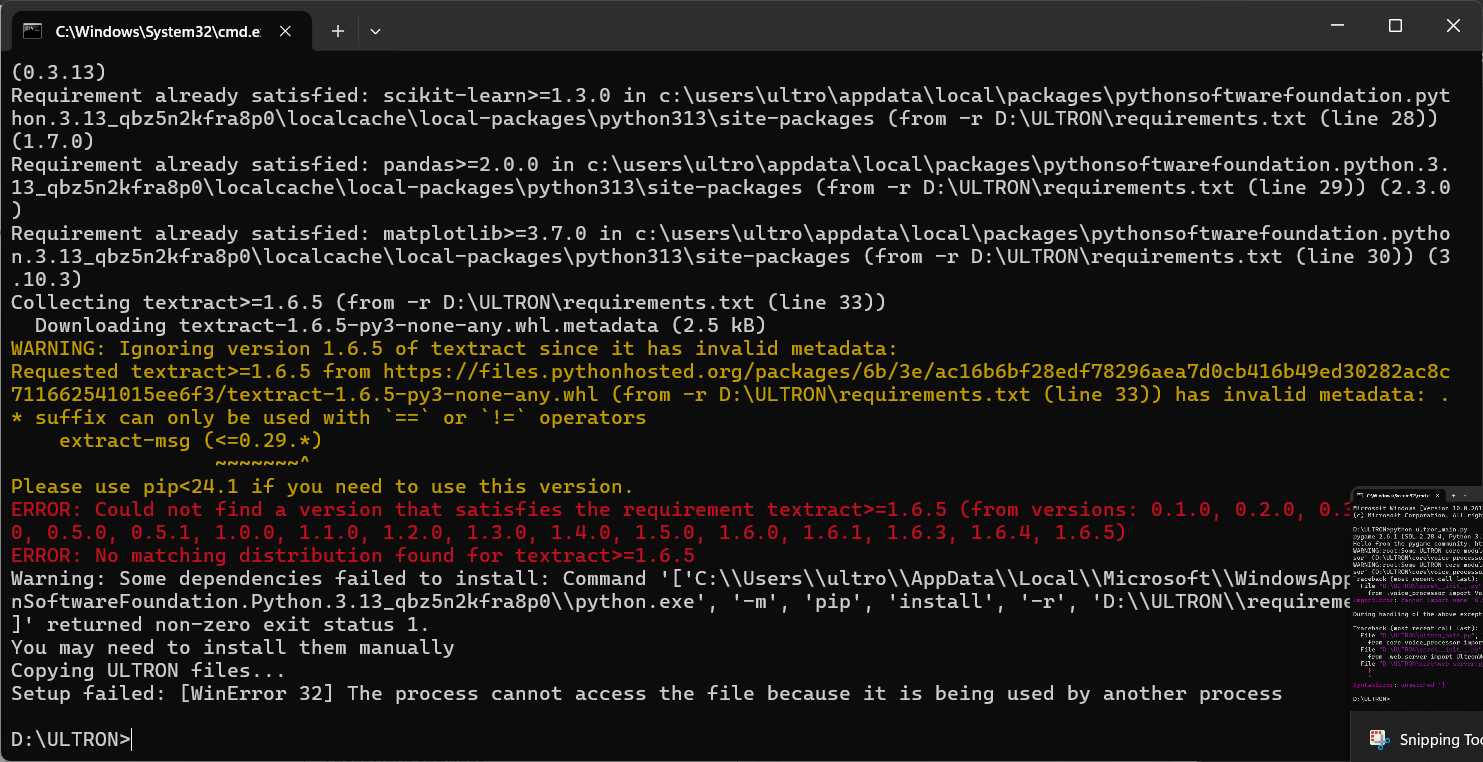 C:\Windows\System32\cmd.e:
(0.3.13)
Requirement already satisfied: scikit-learn>=1.3.0 in c:\users\ultro\appdata\local\packages\pythonsoftwarefoundation.pyt
hon.3.13_qbz5n2kfra8p0\localcache\local-packages\python313\site-packages (from -r D:\ULTRON\requirements.txt (line 28))
(1.7.0)
Requirement already satisfied: pandas>=2.0.0 in c:\users\ultro\appdata\local\packages\pythonsoftwarefoundation.python.3.
13_qbz5n2kfra8p0\localcache\local-packages\python313\site-packages (from -r D:\ULTRON\requirements.txt (line 29)) (2.3.0
)
Requirement already satisfied: matplotlib>=3.7.0 in c:\users\ultro\appdata\local\packages\pythonsoftwarefoundation.pytho
n.3.13_qbz5n2kfra8p0\localcache\local-packages\python313\site-packages (from -r D:\ULTRON\requirements.txt (line 30)) (3
.10.3)
Collecting textract>=1.6.5 (from -r D:\ULTRON\requirements.txt (line 33))
  Downloading textract-1.6.5-py3-none-any.whl.metadata (2.5 kB)
WARNING: Ignoring version 1.6.5 of textract since it has invalid metadata:
Requested textract>=1.6.5 from https://files.pythonhosted.org/packages/6b/3e/ac16b6bf28edf78296aea7d0cb416b49ed30282ac8c
7116625410​15ee6f3/textract-1.6.5-py3-none-any.whl (from -r D:\ULTRON\requirements.txt (line 33)) has invalid metadata: .
* suffix can only be used with `==` or `!=` operators
    extract-msg (<=0.29.*)
                 ~~~~~~~^
Please use pip<24.1 if you need to use this version.
ERROR: Could not find a version that satisfies the requirement textract>=1.6.5 (from versions: 0.1.0, 0.2.0,
0, 0.5.0, 0.5.1, 1.0.0, 1.1.0, 1.2.0, 1.3.0, 1.4.0, 1.5.0, 1.6.0, 1.6.1, 1.6.3, 1.6.4, 1.6.5)
ERROR: No matching distribution found for textract>=1.6.5
Warning: Some dependencies failed to install: Command '['C:\\Users\\ultro\\AppData\\Local\\Microsoft\\WindowsApp
nSoftwareFoundation.Python.3.13_qbz5n2kfra8p0\\python.exe', '-m', 'pip', 'install', '-r', 'D:\\ULTRON\\requireme
]' returned non-zero exit status 1.
You may need to install them manually
Copying ULTRON files...
Setup failed: [WinError 32] The process cannot access the file because it is being used by another process
D:\ULTRON>
Snipping Too